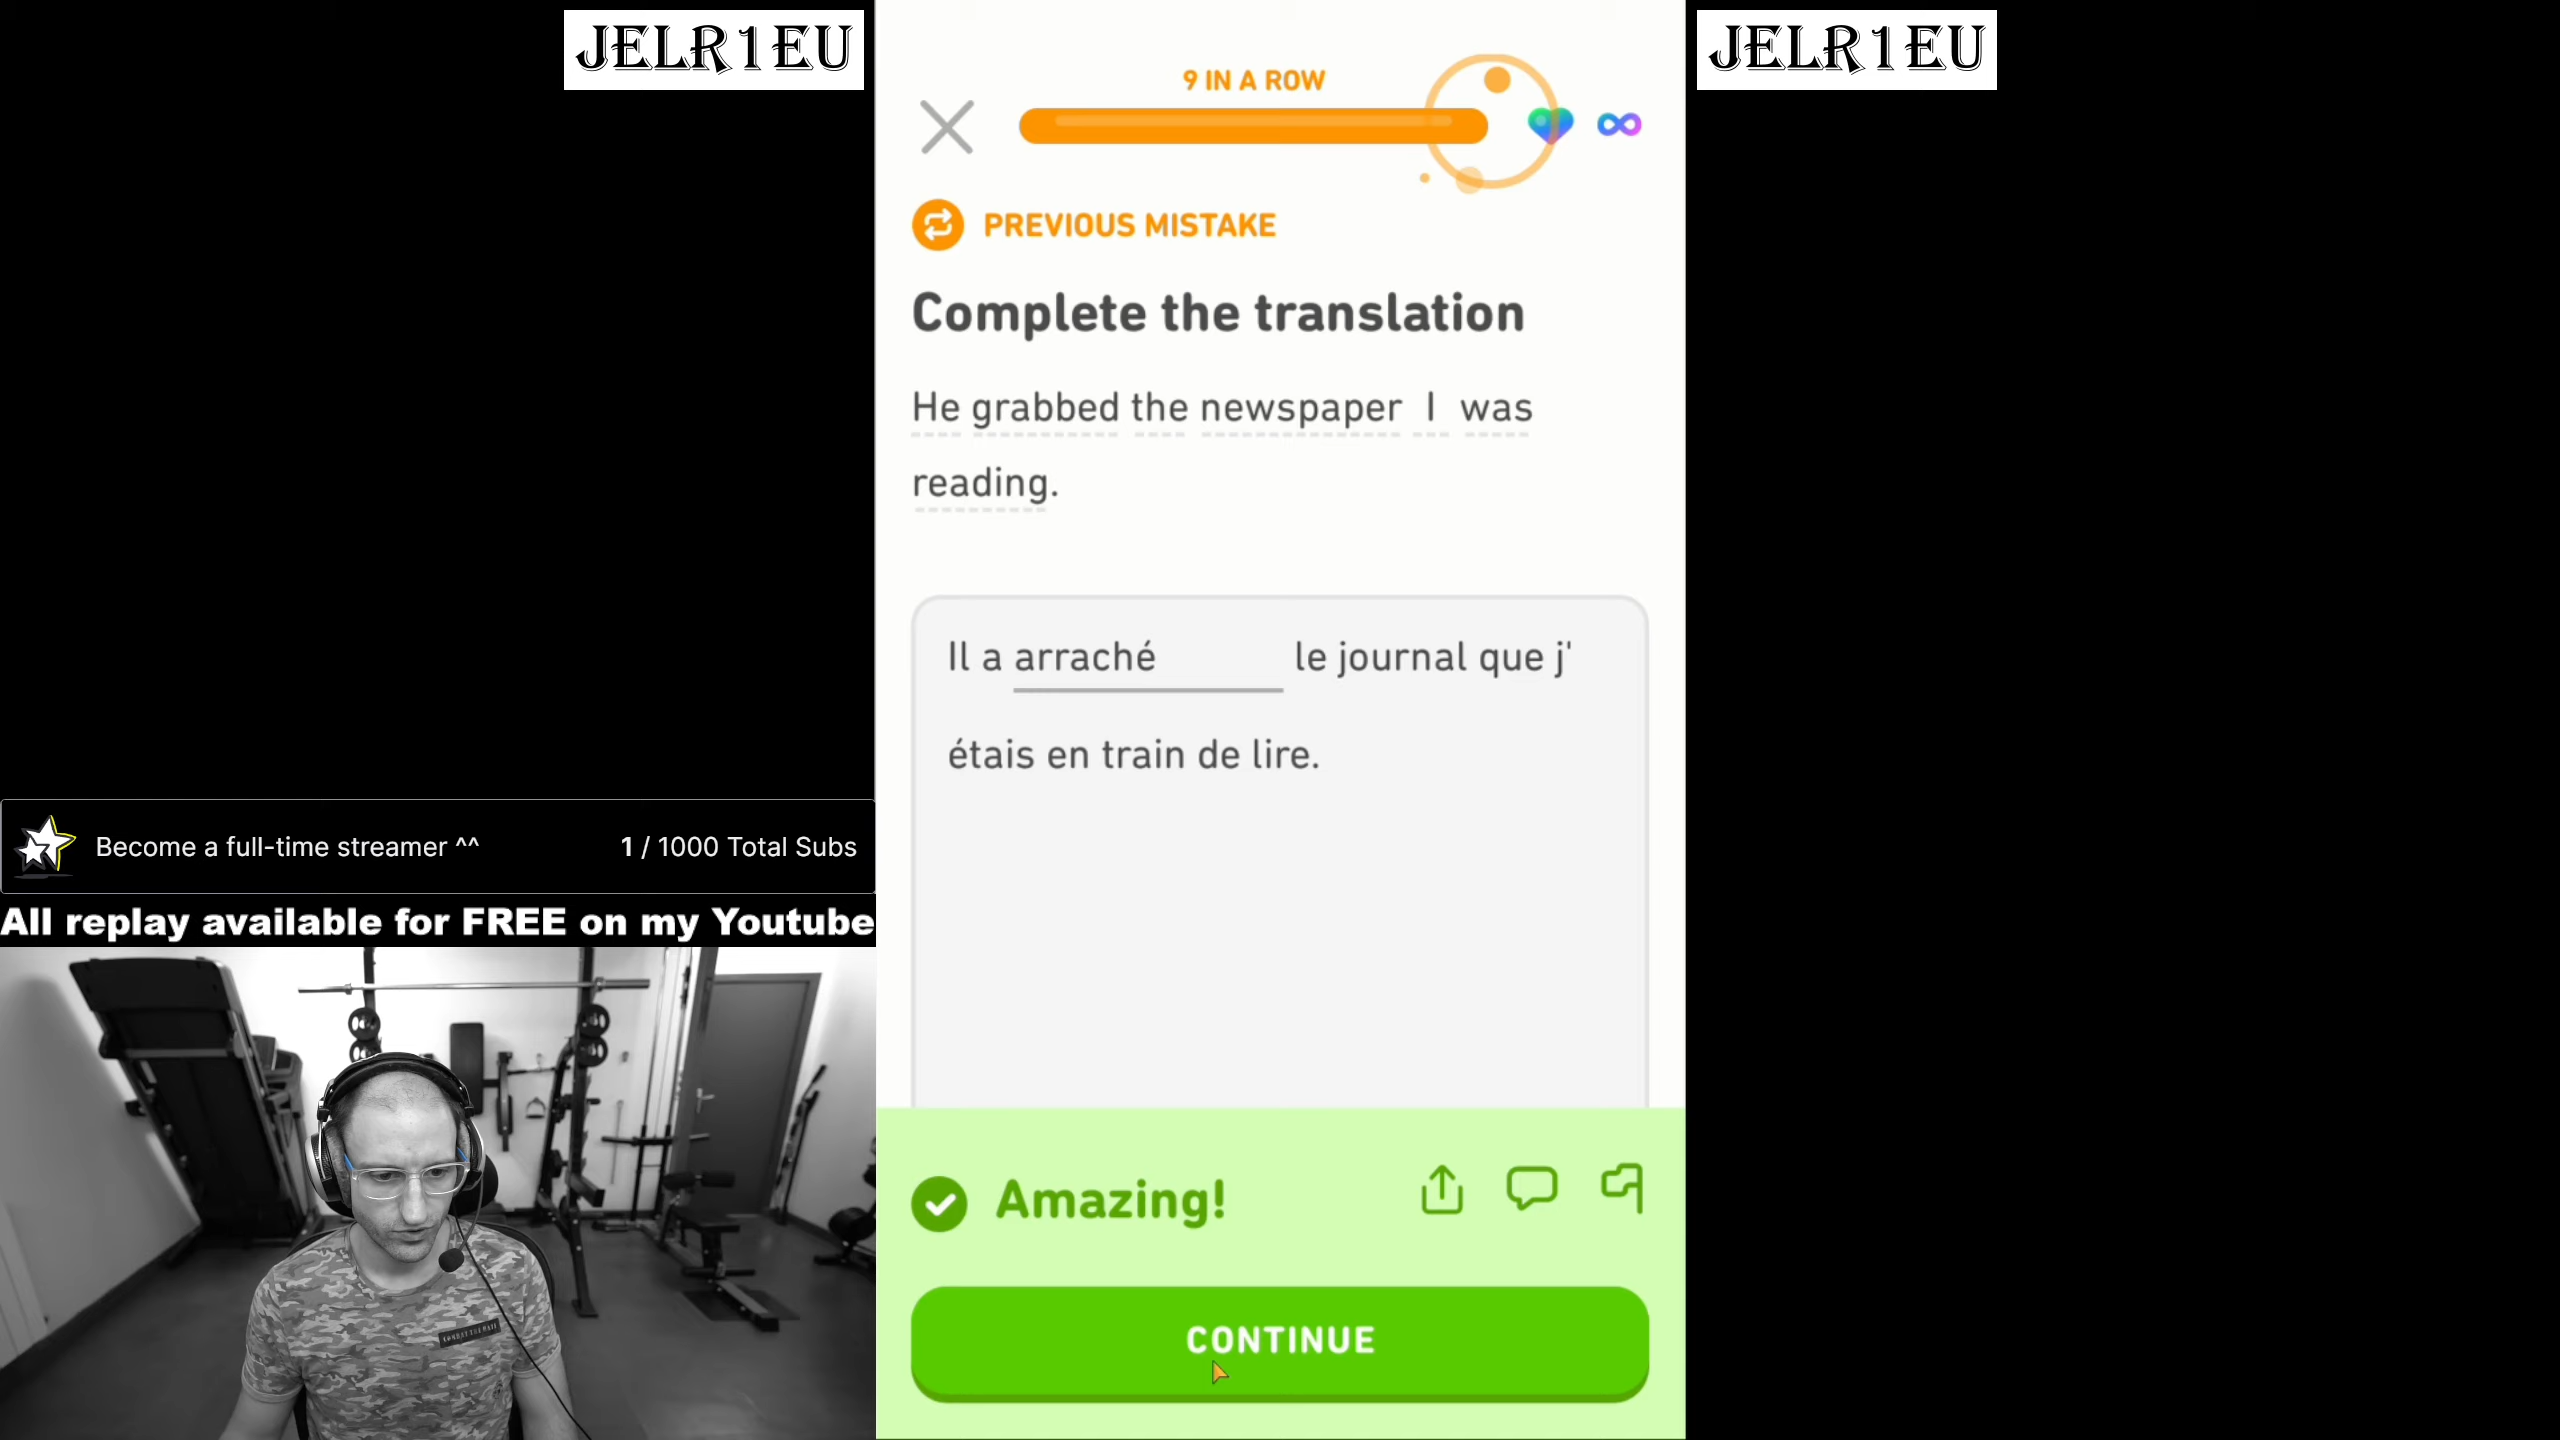 JELR1EU
JELR1EU
9 IN A ROW
PREVIOUS MISTAKE
Complete the translation
He grabbed the newspaper I was
reading.
Il a arraché le journal que j'
étais en train de lire.
Become a full-time streamer ^^ 1 / 1000 Total Subs
All replay available for FREE on my Youtube
Amazing!
CONTINUE